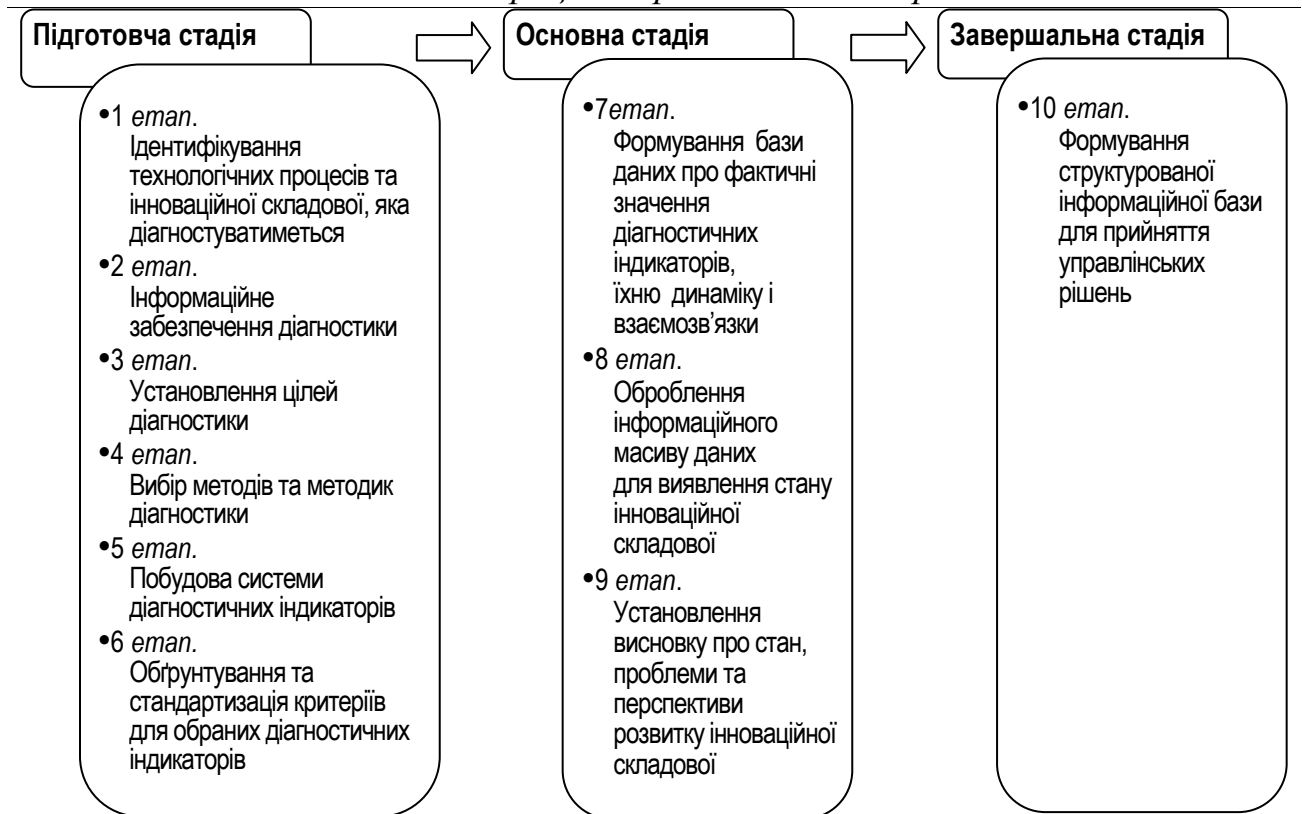 Підготовча стадія
•1 етап.
Ідентифікування
технологічних процесів та
інноваційної складової, яка
діагностуватиметься
•2 етап.
Інформаційне
забезпечення діагностики
•3 етап.
Установлення цілей
діагностики
•4 етап.
Вибір методів та методик
діагностики
•5 етап.
Побудова системи
діагностичних індикаторів
•6 етап.
Обґрунтування та
стандартизація критеріїв
для обраних діагностичних
індикаторів
Основна стадія
•7етап.
Формування бази
даних про фактичні
значення
діагностичних
індикаторів,
їхню динаміку і
взаємозв’язки
•8 етап.
Оброблення
інформаційного
масиву даних
для виявлення стану
інноваційної
складової
•9 етап.
Установлення
висновку про стан,
проблеми та
перспективи
розвитку інноваційної
складової
Завершальна стадія
•10 етап.
Формування
структурованої
інформаційної бази
для прийняття
управлінських
рішень